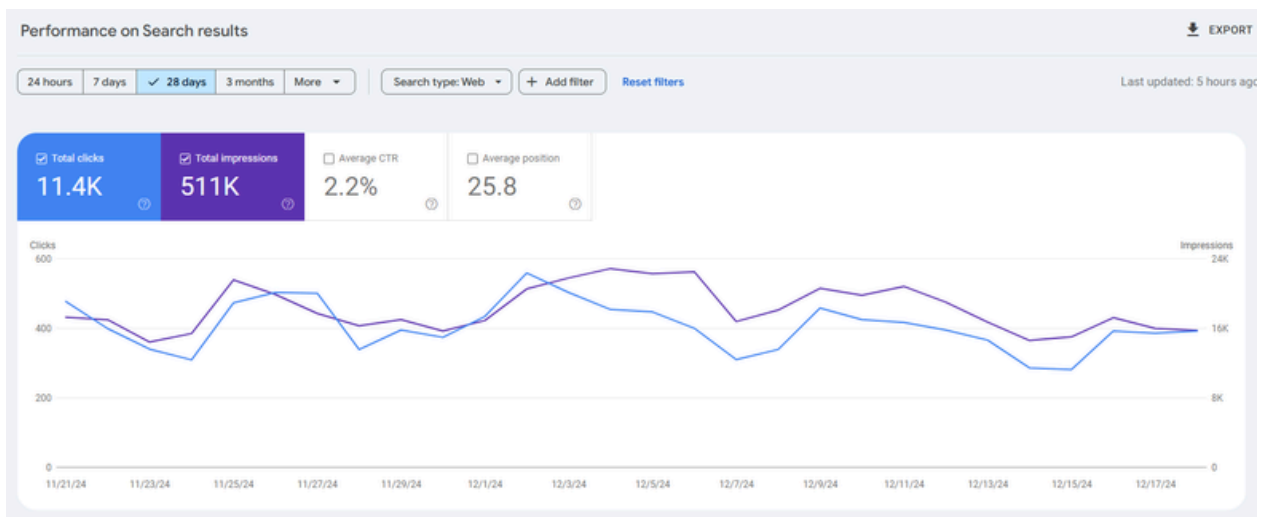 Performance on Search results
EXPORT
24 hours 7 days 28 days 3 months More Search type: Web + Add filter Reset filters Last updated: 5 hours ago
Total clicks Total impressions Average CTR Average position
11.4K 511K 2.2% 25.8
Clicks Impressions
600 24K
400 16K
200 8K
0 0
11/21/24 11/23/24 11/25/24 11/27/24 11/29/24 12/1/24 12/3/24 12/5/24 12/7/24 12/9/24 12/11/24 12/13/24 12/15/24 12/17/24